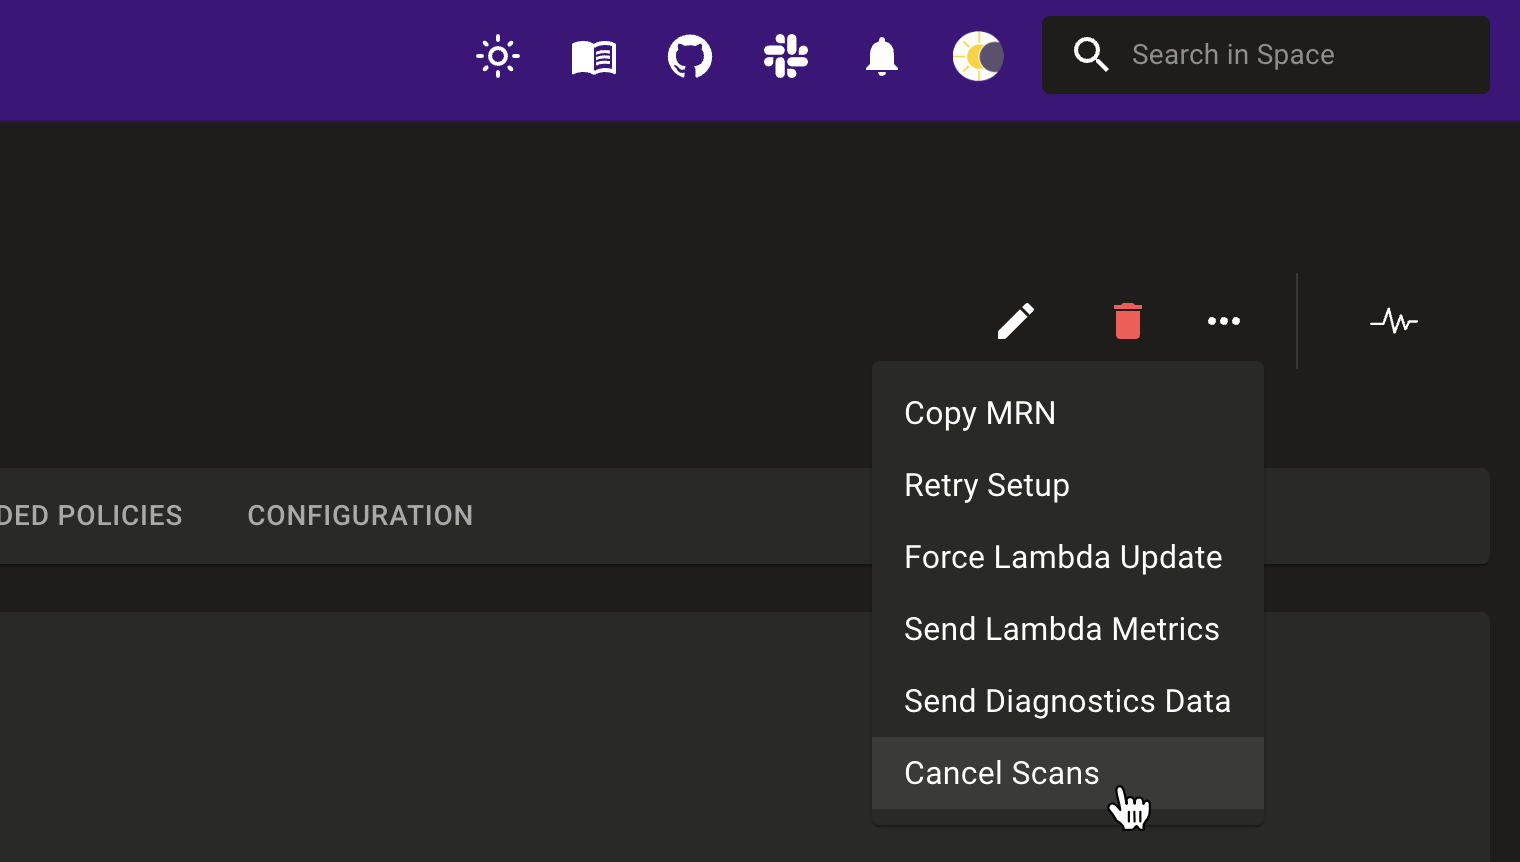 Search in Space
Copy MRN
Retry Setup
DED POLICIES
CONFIGURATION
Force Lambda Update
Send Lambda Metrics
Send Diagnostics Data
Cancel Scans